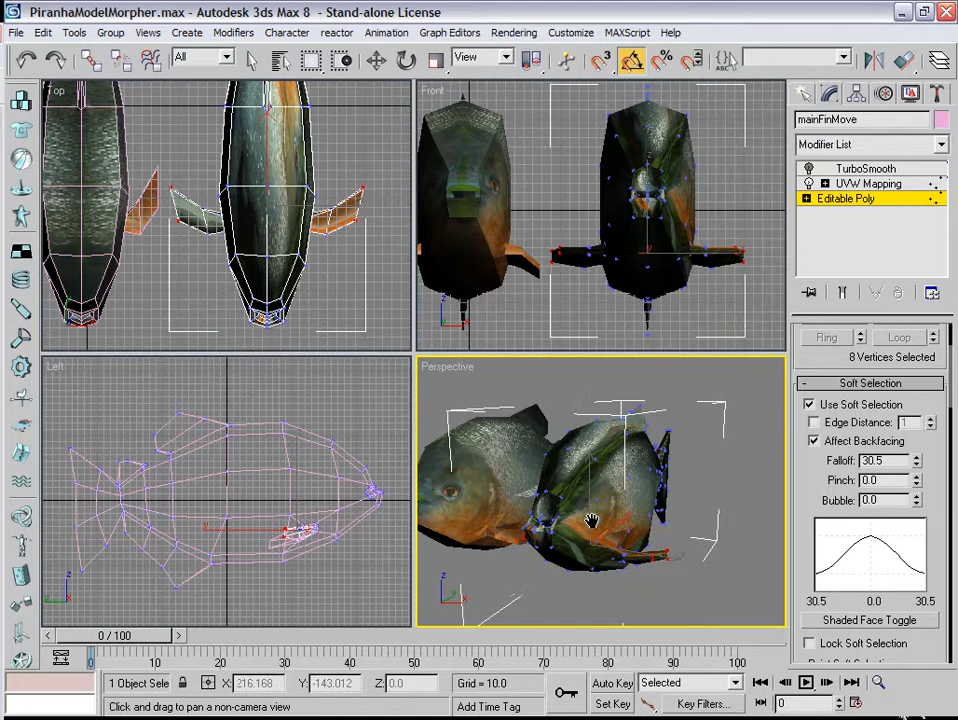 PiranhaModelMorpher.max - Autodesk 3ds Max 8 - Stand-alone License
File Edit Tools Group Views Create Modifiers Character reactor Animation Graph Editors Rendering Customize MAXScript Help
All View
Top
Front
Left
Perspective
mainFinMove
Modifier List
TurboSmooth
UVW Mapping
Editable Poly
Ring Loop
8 Vertices Selected
- Soft Selection
Use Soft Selection
Edge Distance: 1
Affect Backfacing
Falloff: 30.5
Pinch: 0.0
Bubble: 0.0
30.5 0.0 30.5
Shaded Face Toggle
Lock Soft Selection
0 / 100
0 10 20 30 40 50 60 70 80 90 100
1 Object Sele X: 216.168 Y: -143.012 Z: 0.0 Grid = 10.0 Auto Key Selected
Click and drag to pan a non-camera view Add Time Tag Set Key Key Filters... 0